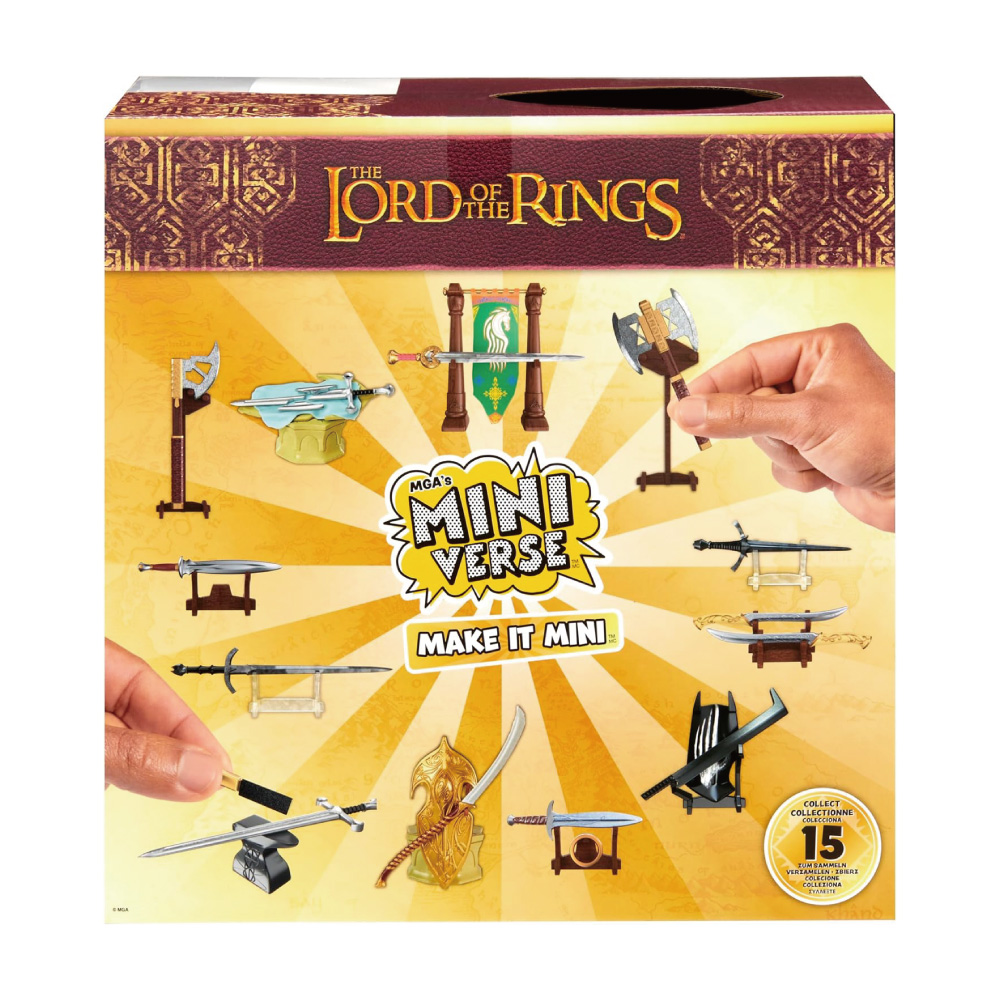 THE
LORD OF THE RINGS
MGA's
MINI
VERSE
MAKE IT MINI
COLLECT
COLLECTIONNE
COLECCIONA
15
ZUM SAMMELN
VERZAMELEN • ZBIERZ
COLECIONE
COLLEZIONA
© MGA
Khand